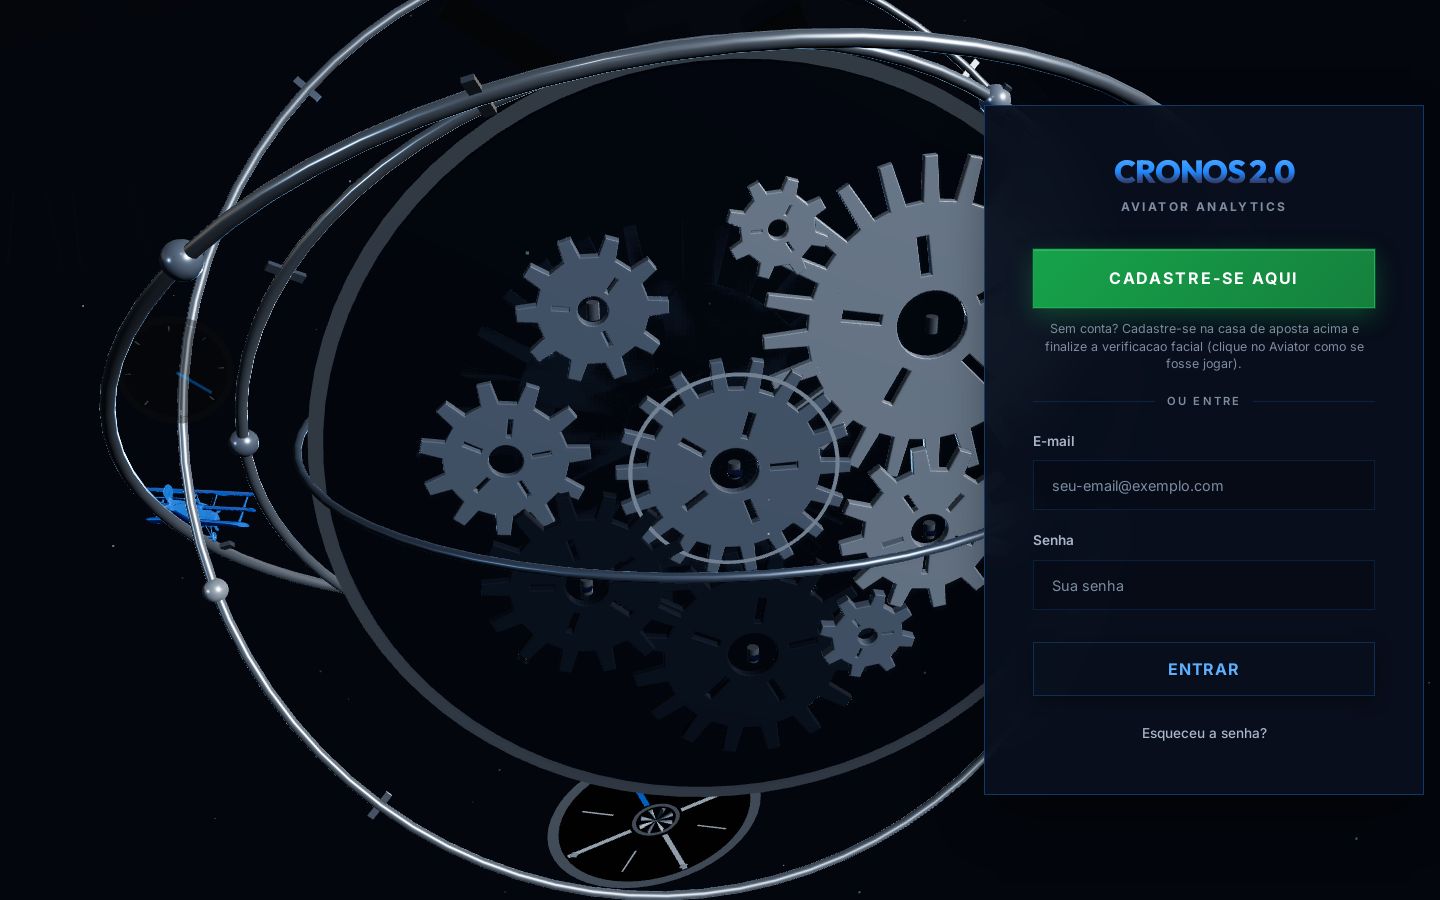 CRONOS 2.0
AVIATOR ANALYTICS
CADASTRE-SE AQUI
Sem conta? Cadastre-se na casa de aposta acima e
finalize a verificacao facial (clique no Aviator como se
fosse jogar).
OU ENTRE
E-mail
seu-email@exemplo.com
Senha
Sua senha
ENTRAR
Esqueceu a senha?